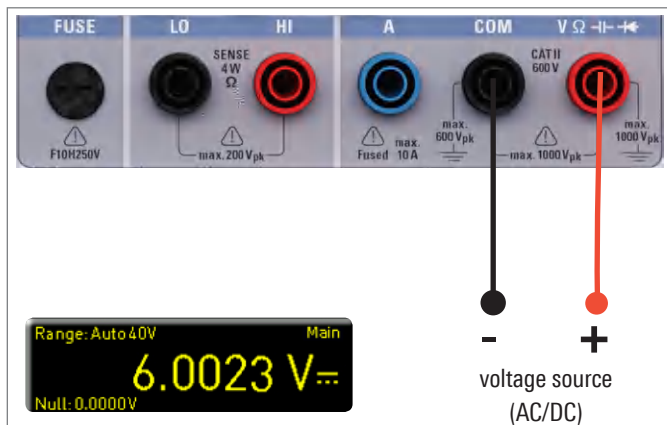 FUSE LO HI A COM V Ω ⊣⊢ ⯇
SENSE
4W
Ω
CAT II
600 V
F10H250V
max. 200 Vpk
Fused max.
10 A
max.
600 Vpk
max. 1000 Vpk
max.
1000 Vpk
- +
voltage source
(AC/DC)
Range: Auto 40V Main
6.0023 V⎓
Null: 0.0000V